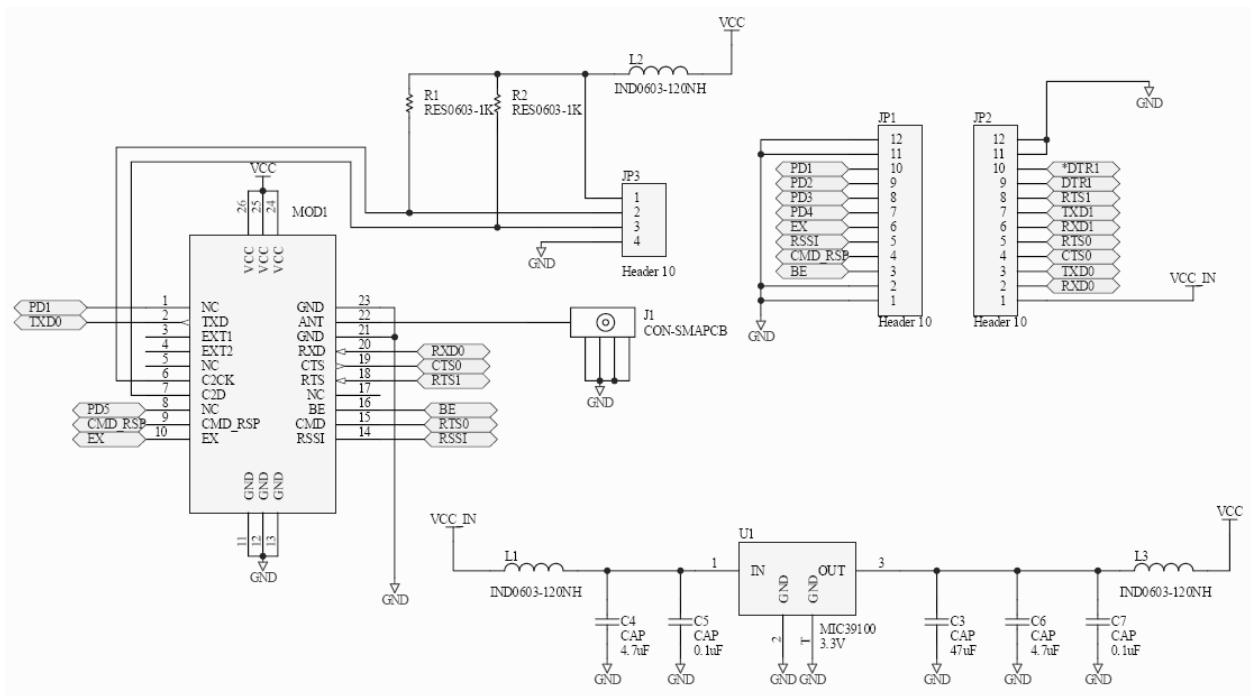 VCC
L2
IND0603-120NH
R1
RES0603-1K
R2
RES0603-1K
GND
JP1
12
11
10
9
8
7
6
5
4
3
2
1
PD1
PD2
PD3
PD4
EX
RSSI
CMD_RSP
BE
GND
Header 10
JP2
12
11
10
9
8
7
6
5
4
3
2
1
*DTR1
DTR1
RTS1
TXD1
RXD1
RTS0
CTS0
TXD0
RXD0
VCC_IN
Header 10
JP3
1
2
3
4
GND
Header 10
VCC
26
25
24
MOD1
VCC
VCC
VCC
PD1
TXD0
PD5
CMD_RSP
EX
1
2
3
4
5
6
7
8
9
10
NC
TXD
EXT1
EXT2
NC
C2CK
C2D
NC
CMD_RSP
EX
GND
ANT
GND
RXD
CTS
RTS
NC
BE
CMD
RSSI
23
22
21
20
19
18
17
16
15
14
RXD0
CTS0
RTS1
BE
RTS0
RSSI
GND
GND
GND
11
12
13
GND
GND
J1
CON-SMAPCB
GND
VCC_IN
L1
IND0603-120NH
C4
CAP
4.7uF
GND
C5
CAP
0.1uF
GND
U1
1
IN
OUT
3
GND
GND
2
T
MIC39100
3.3V
GND
GND
C3
CAP
47uF
GND
C6
CAP
4.7uF
GND
C7
CAP
0.1uF
GND
L3
IND0603-120NH
VCC